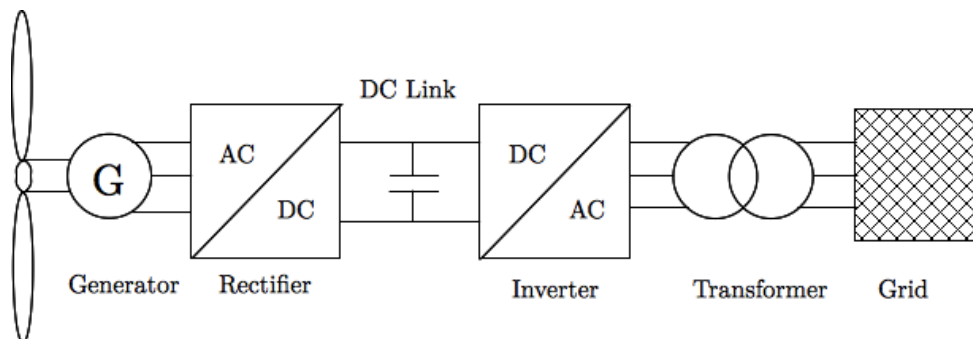 DC Link
G
AC
DC
DC
AC
Generator
Rectifier
Inverter
Transformer
Grid